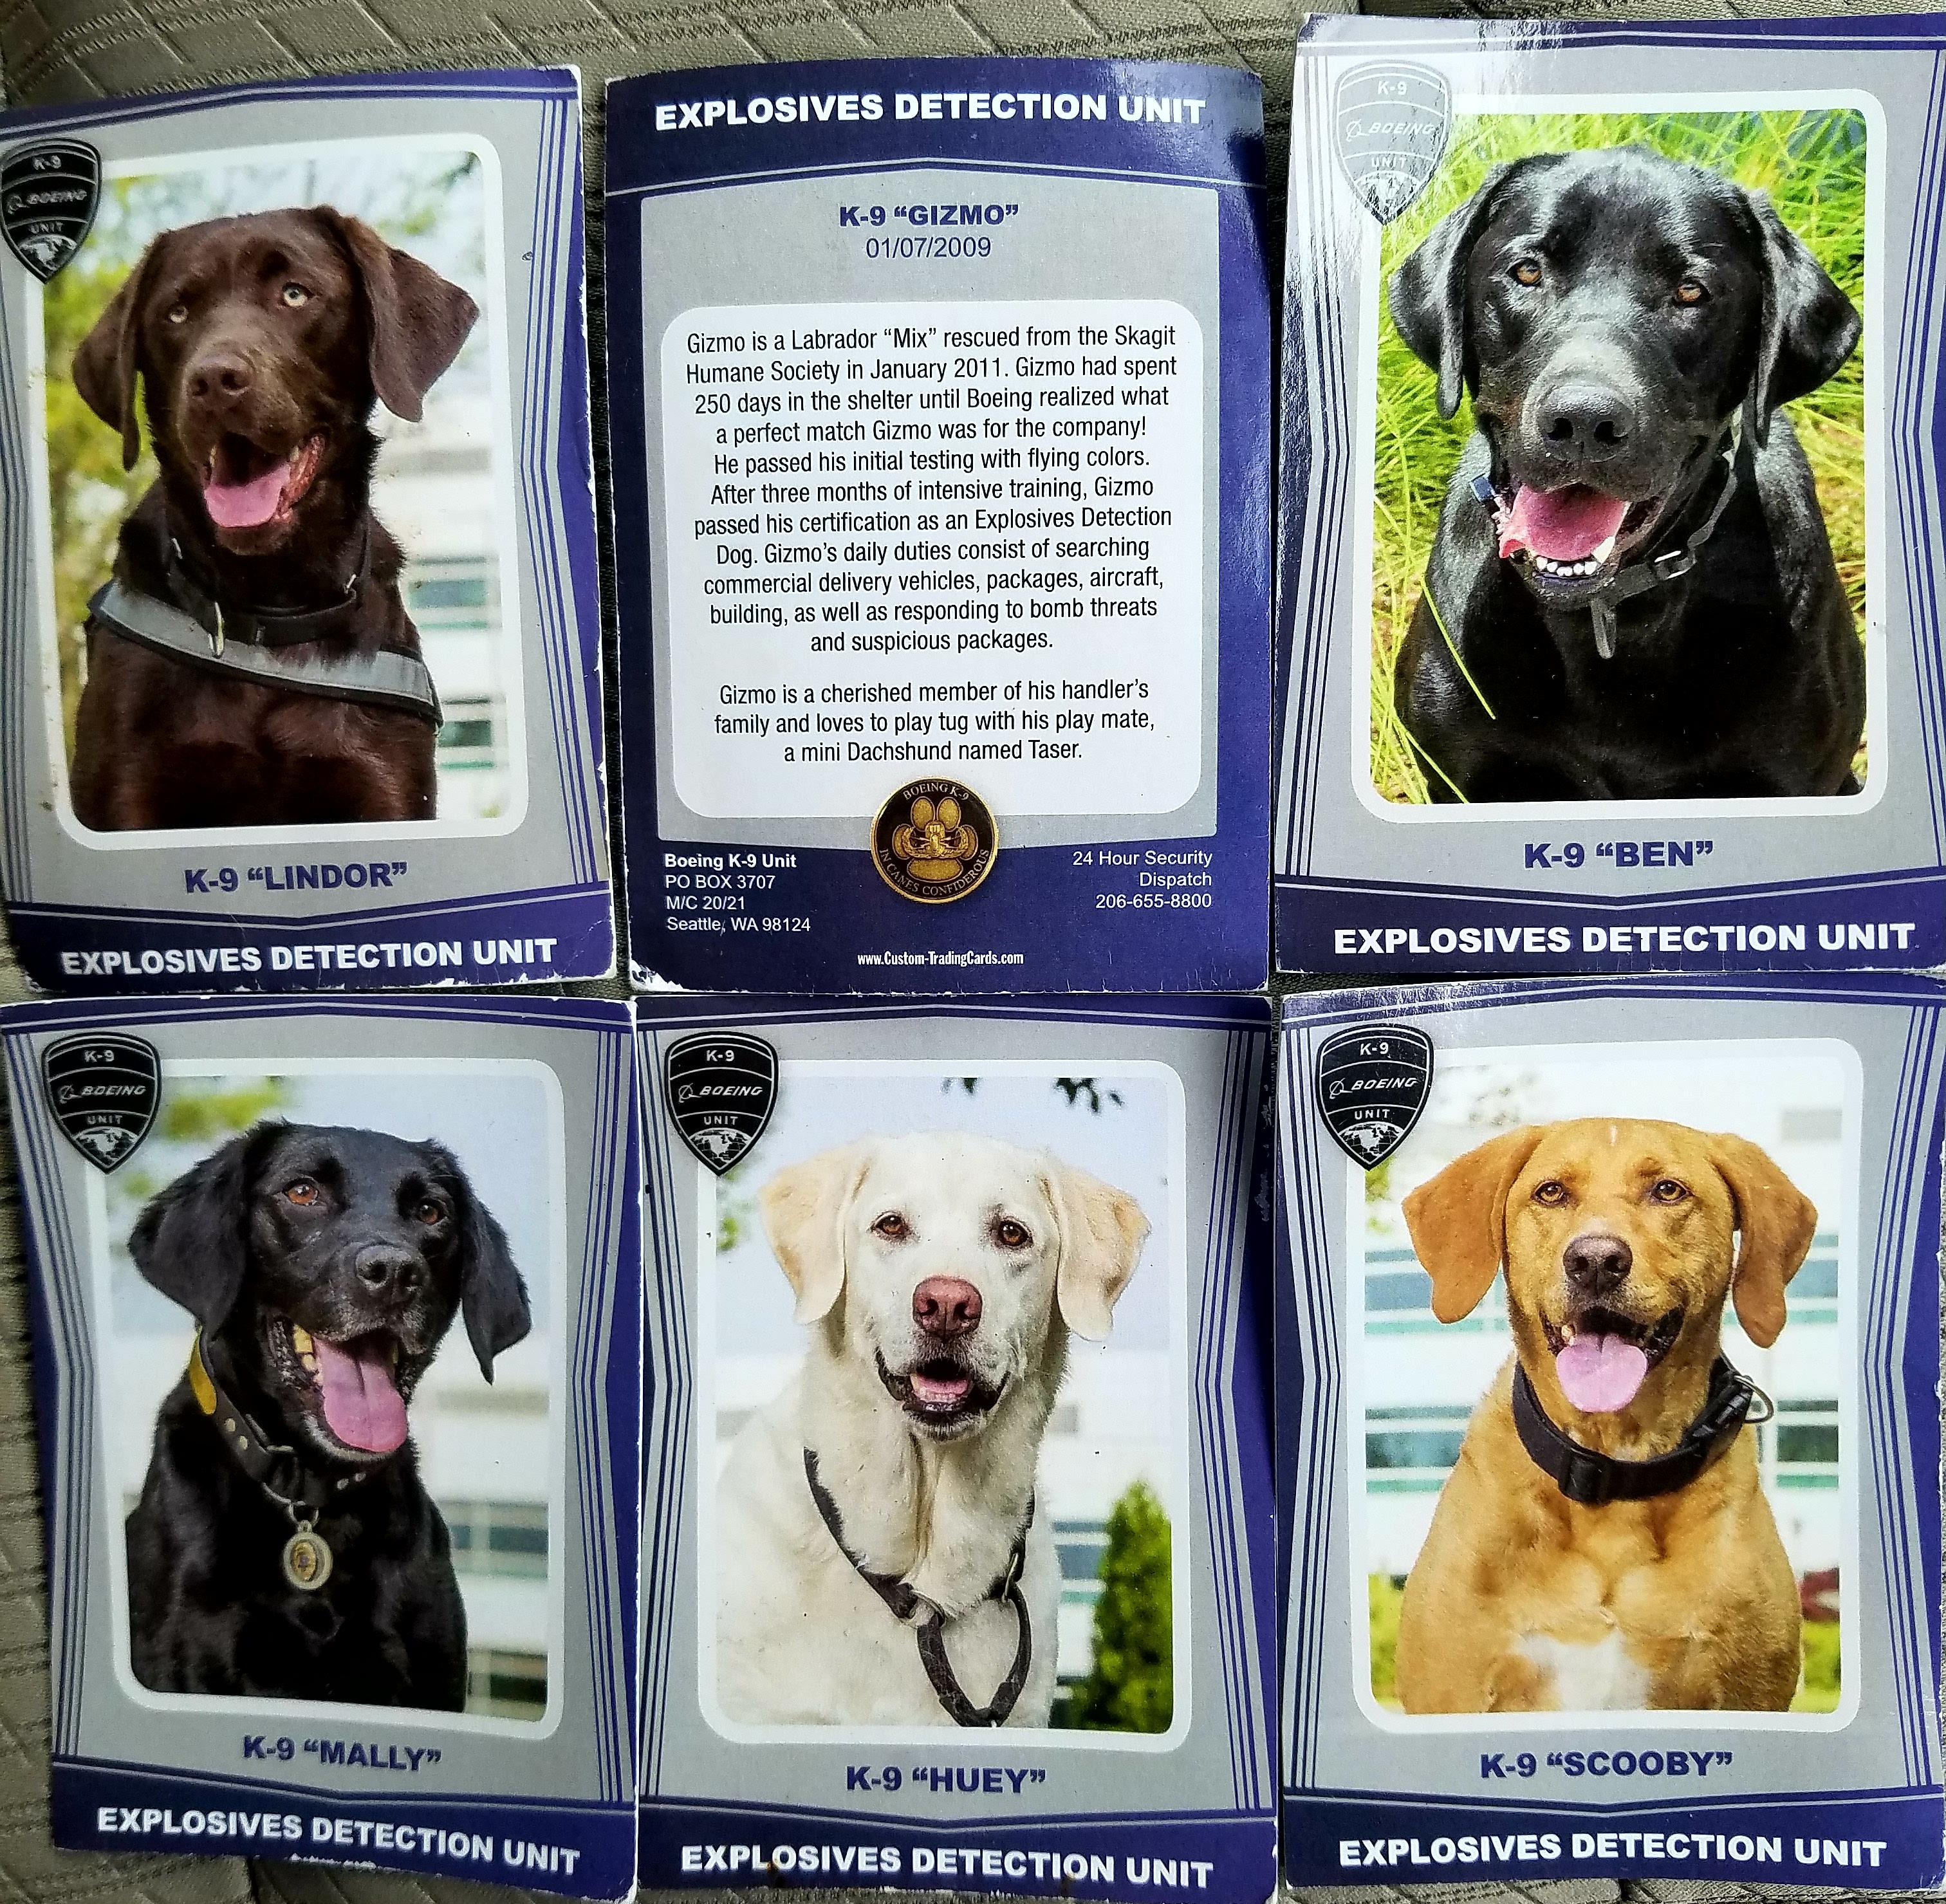 K-9
BOEING
UNIT
K-9 “LINDOR”
EXPLOSIVES DETECTION UNIT
EXPLOSIVES DETECTION UNIT
K-9 “GIZMO”
01/07/2009
Gizmo is a Labrador “Mix” rescued from the Skagit
Humane Society in January 2011. Gizmo had spent
250 days in the shelter until Boeing realized what
a perfect match Gizmo was for the company!
He passed his initial testing with flying colors.
After three months of intensive training, Gizmo
passed his certification as an Explosives Detection
Dog. Gizmo’s daily duties consist of searching
commercial delivery vehicles, packages, aircraft,
building, as well as responding to bomb threats
and suspicious packages.
Gizmo is a cherished member of his handler’s
family and loves to play tug with his play mate,
a mini Dachshund named Taser.
BOEING K-9
IN CANES CONFIDEROUS
Boeing K-9 Unit
PO BOX 3707
M/C 20/21
Seattle, WA 98124
24 Hour Security
Dispatch
206-655-8800
www.Custom-TradingCards.com
K-9
BOEING
UNIT
K-9 “BEN”
EXPLOSIVES DETECTION UNIT
K-9
BOEING
UNIT
K-9 “MALLY”
EXPLOSIVES DETECTION UNIT
K-9
BOEING
UNIT
K-9 “HUEY”
EXPLOSIVES DETECTION UNIT
K-9
BOEING
UNIT
K-9 “SCOOBY”
EXPLOSIVES DETECTION UNIT